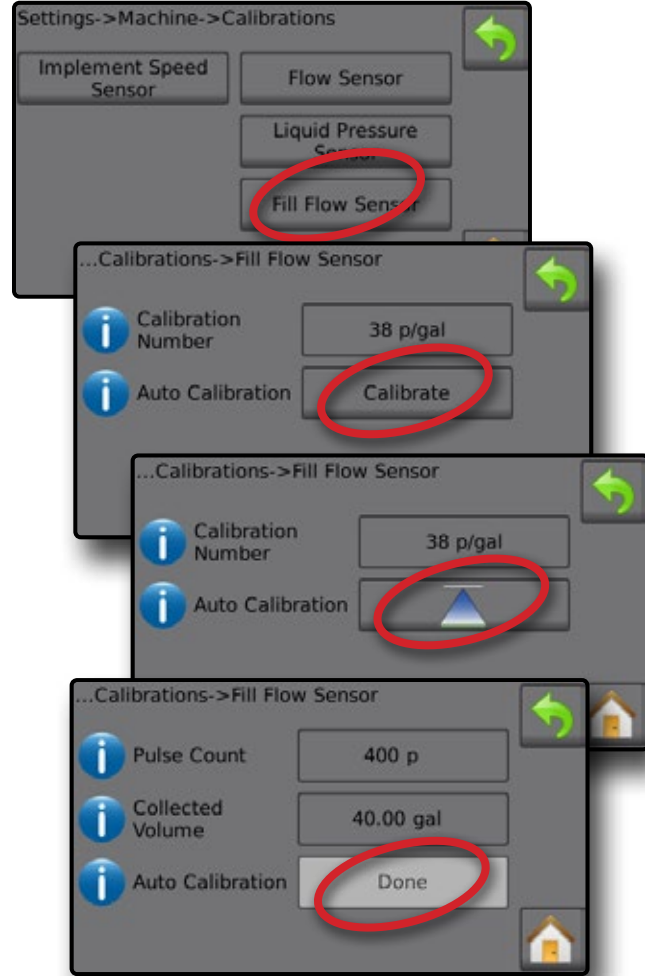 Settings->Machine->Calibrations
Implement Speed
Sensor
Flow Sensor
Liquid Pressure
Sensor
Fill Flow Sensor
...Calibrations->Fill Flow Sensor
Calibration
Number
38 p/gal
Auto Calibration
Calibrate
...Calibrations->Fill Flow Sensor
Calibration
Number
38 p/gal
Auto Calibration
...Calibrations->Fill Flow Sensor
Pulse Count
400 p
Collected
Volume
40.00 gal
Auto Calibration
Done